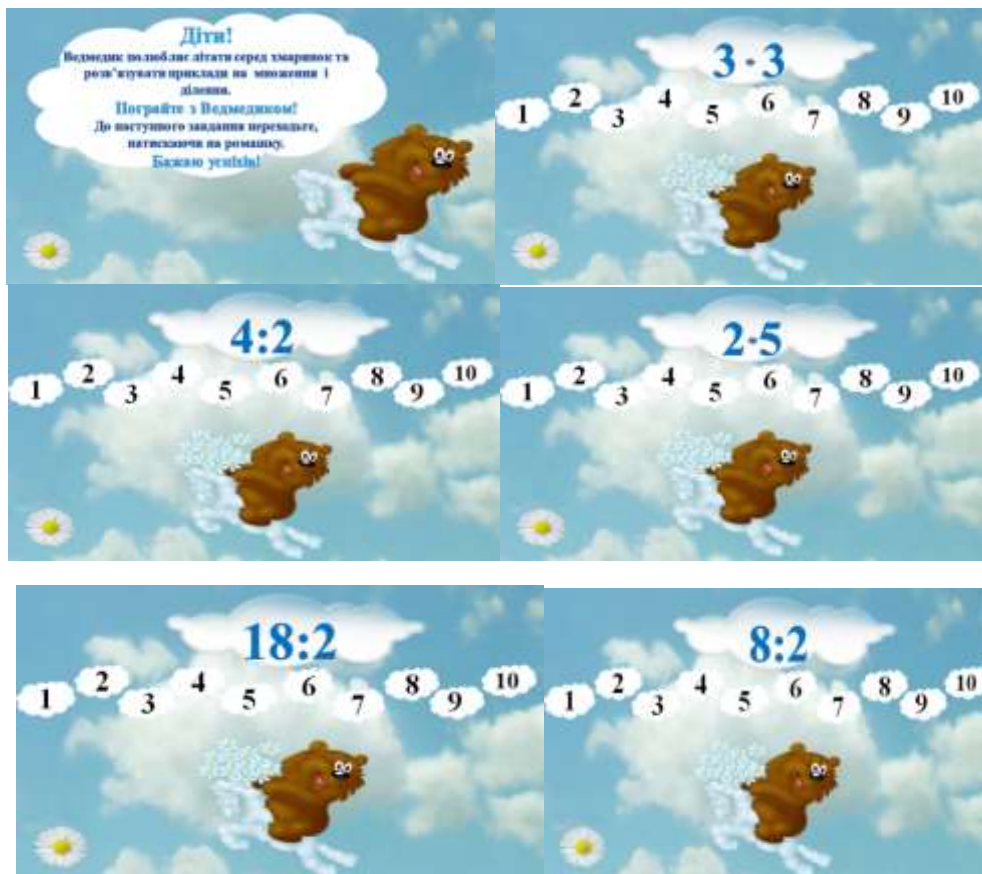 Діти!
Ведмедик полюбляє літати серед хмаринок та
розв'язувати приклади на множення і
ділення.
Пограйте з Ведмедиком!
До наступного завдання переходьте,
натискаючи на ромашку.
Бажаю успіхів!
3·3
1 2 3 4 5 6 7 8 9 10
4:2
1 2 3 4 5 6 7 8 9 10
2·5
1 2 3 4 5 6 7 8 9 10
18:2
1 2 3 4 5 6 7 8 9 10
8:2
1 2 3 4 5 6 7 8 9 10